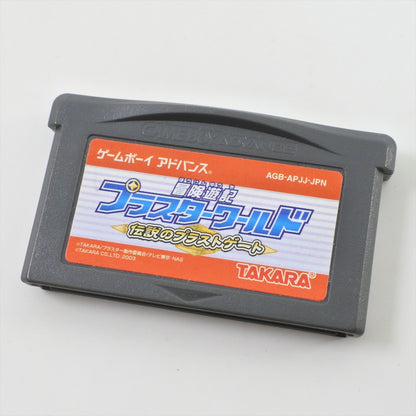 GAME BOY ADVANCE
ゲームボーイ アドバンス
AGB-APJJ-JPN
冒険遊記
プラスターワールド
伝説のプラストゲート
©TAKARA/プラスター製作委員会/テレビ東京・NAS
©TAKARA CO.,LTD. 2003
TAKARA